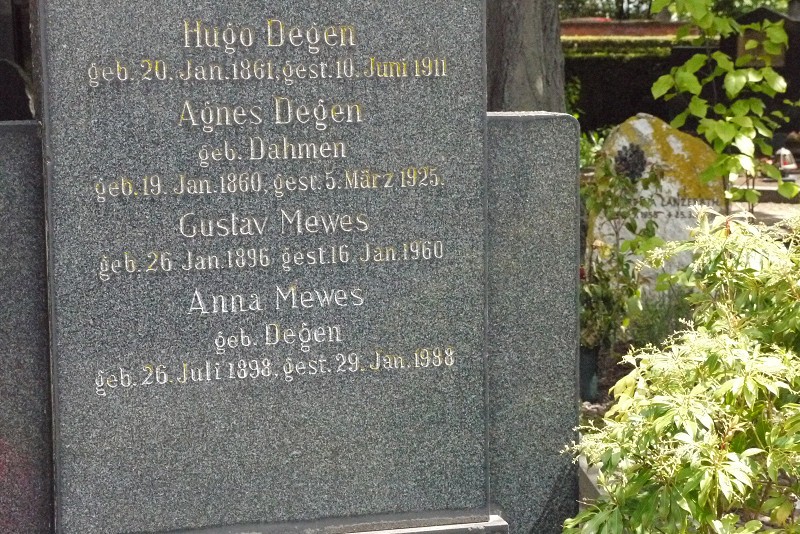 Hugo Degen
geb. 20. Jan. 1861, gest. 10. Juni 1911
Agnes Degen
geb. Dahmen
geb. 19. Jan. 1860, gest. 5. März 1925.
Gustav Mewes
geb. 26 Jan. 1896 gest. 16. Jan. 1960
Anna Mewes
geb. Degen
geb. 26. Juli 1898, gest. 29. Jan. 1988